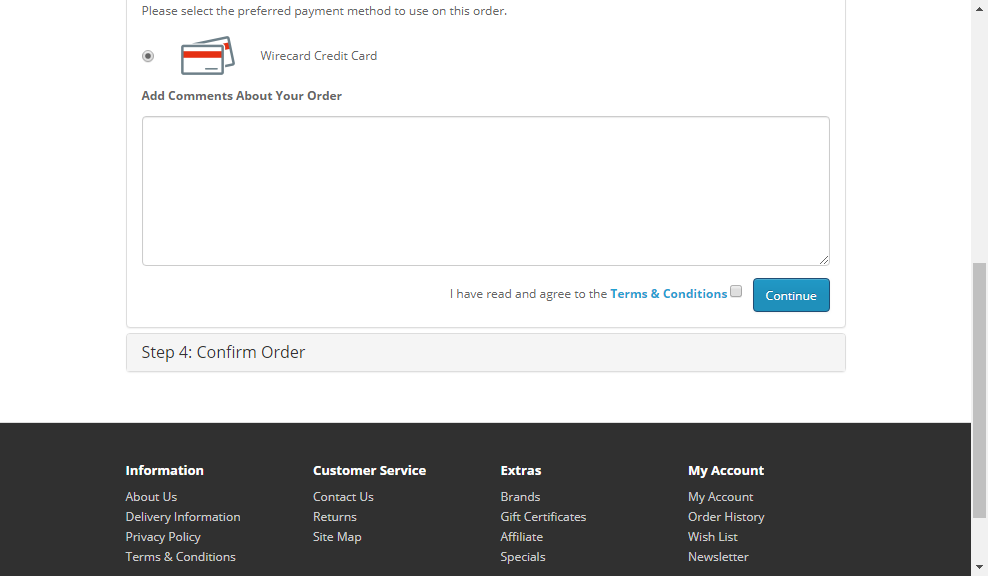 Please select the preferred payment method to use on this order.
Wirecard Credit Card
Add Comments About Your Order
I have read and agree to the Terms & Conditions Continue
Step 4: Confirm Order
Information
About Us
Delivery Information
Privacy Policy
Terms & Conditions
Customer Service
Contact Us
Returns
Site Map
Extras
Brands
Gift Certificates
Affiliate
Specials
My Account
My Account
Order History
Wish List
Newsletter